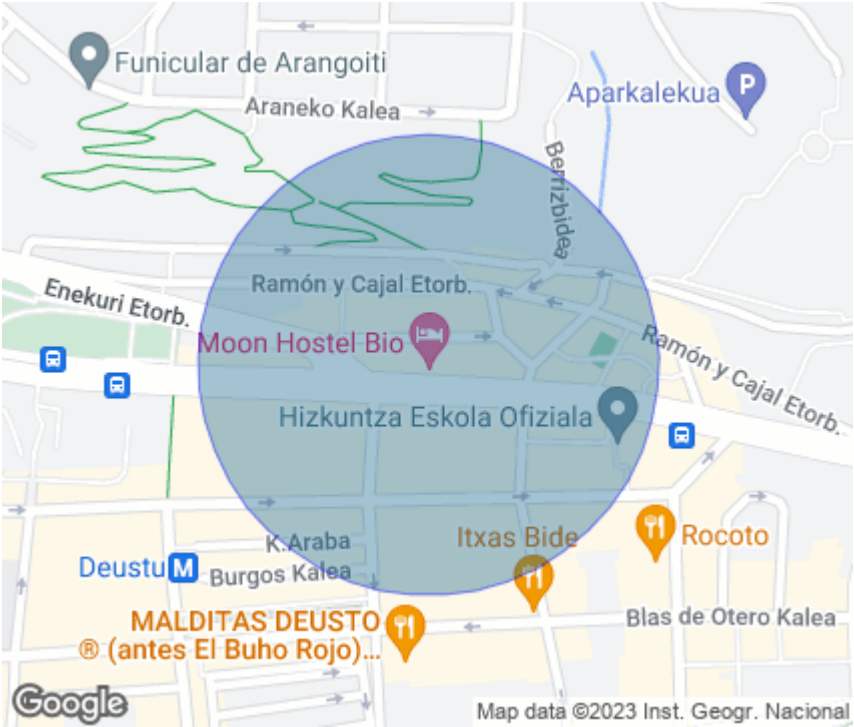 Funicular de Arangoiti
Aparkalekua
P
Araneko Kalea
Berrizbidea
Ramón y Cajal Etorb.
Enekuri Etorb.
Moon Hostel Bio
Ramón y Cajal Etorb.
Hizkuntza Eskola Ofiziala
K.Araba
Itxas Bide
Rocoto
Deustu M
Burgos Kalea
MALDITAS DEUSTO
® (antes El Buho Rojo)...
Blas de Otero Kalea
Google
Map data ©2023 Inst. Geogr. Nacional